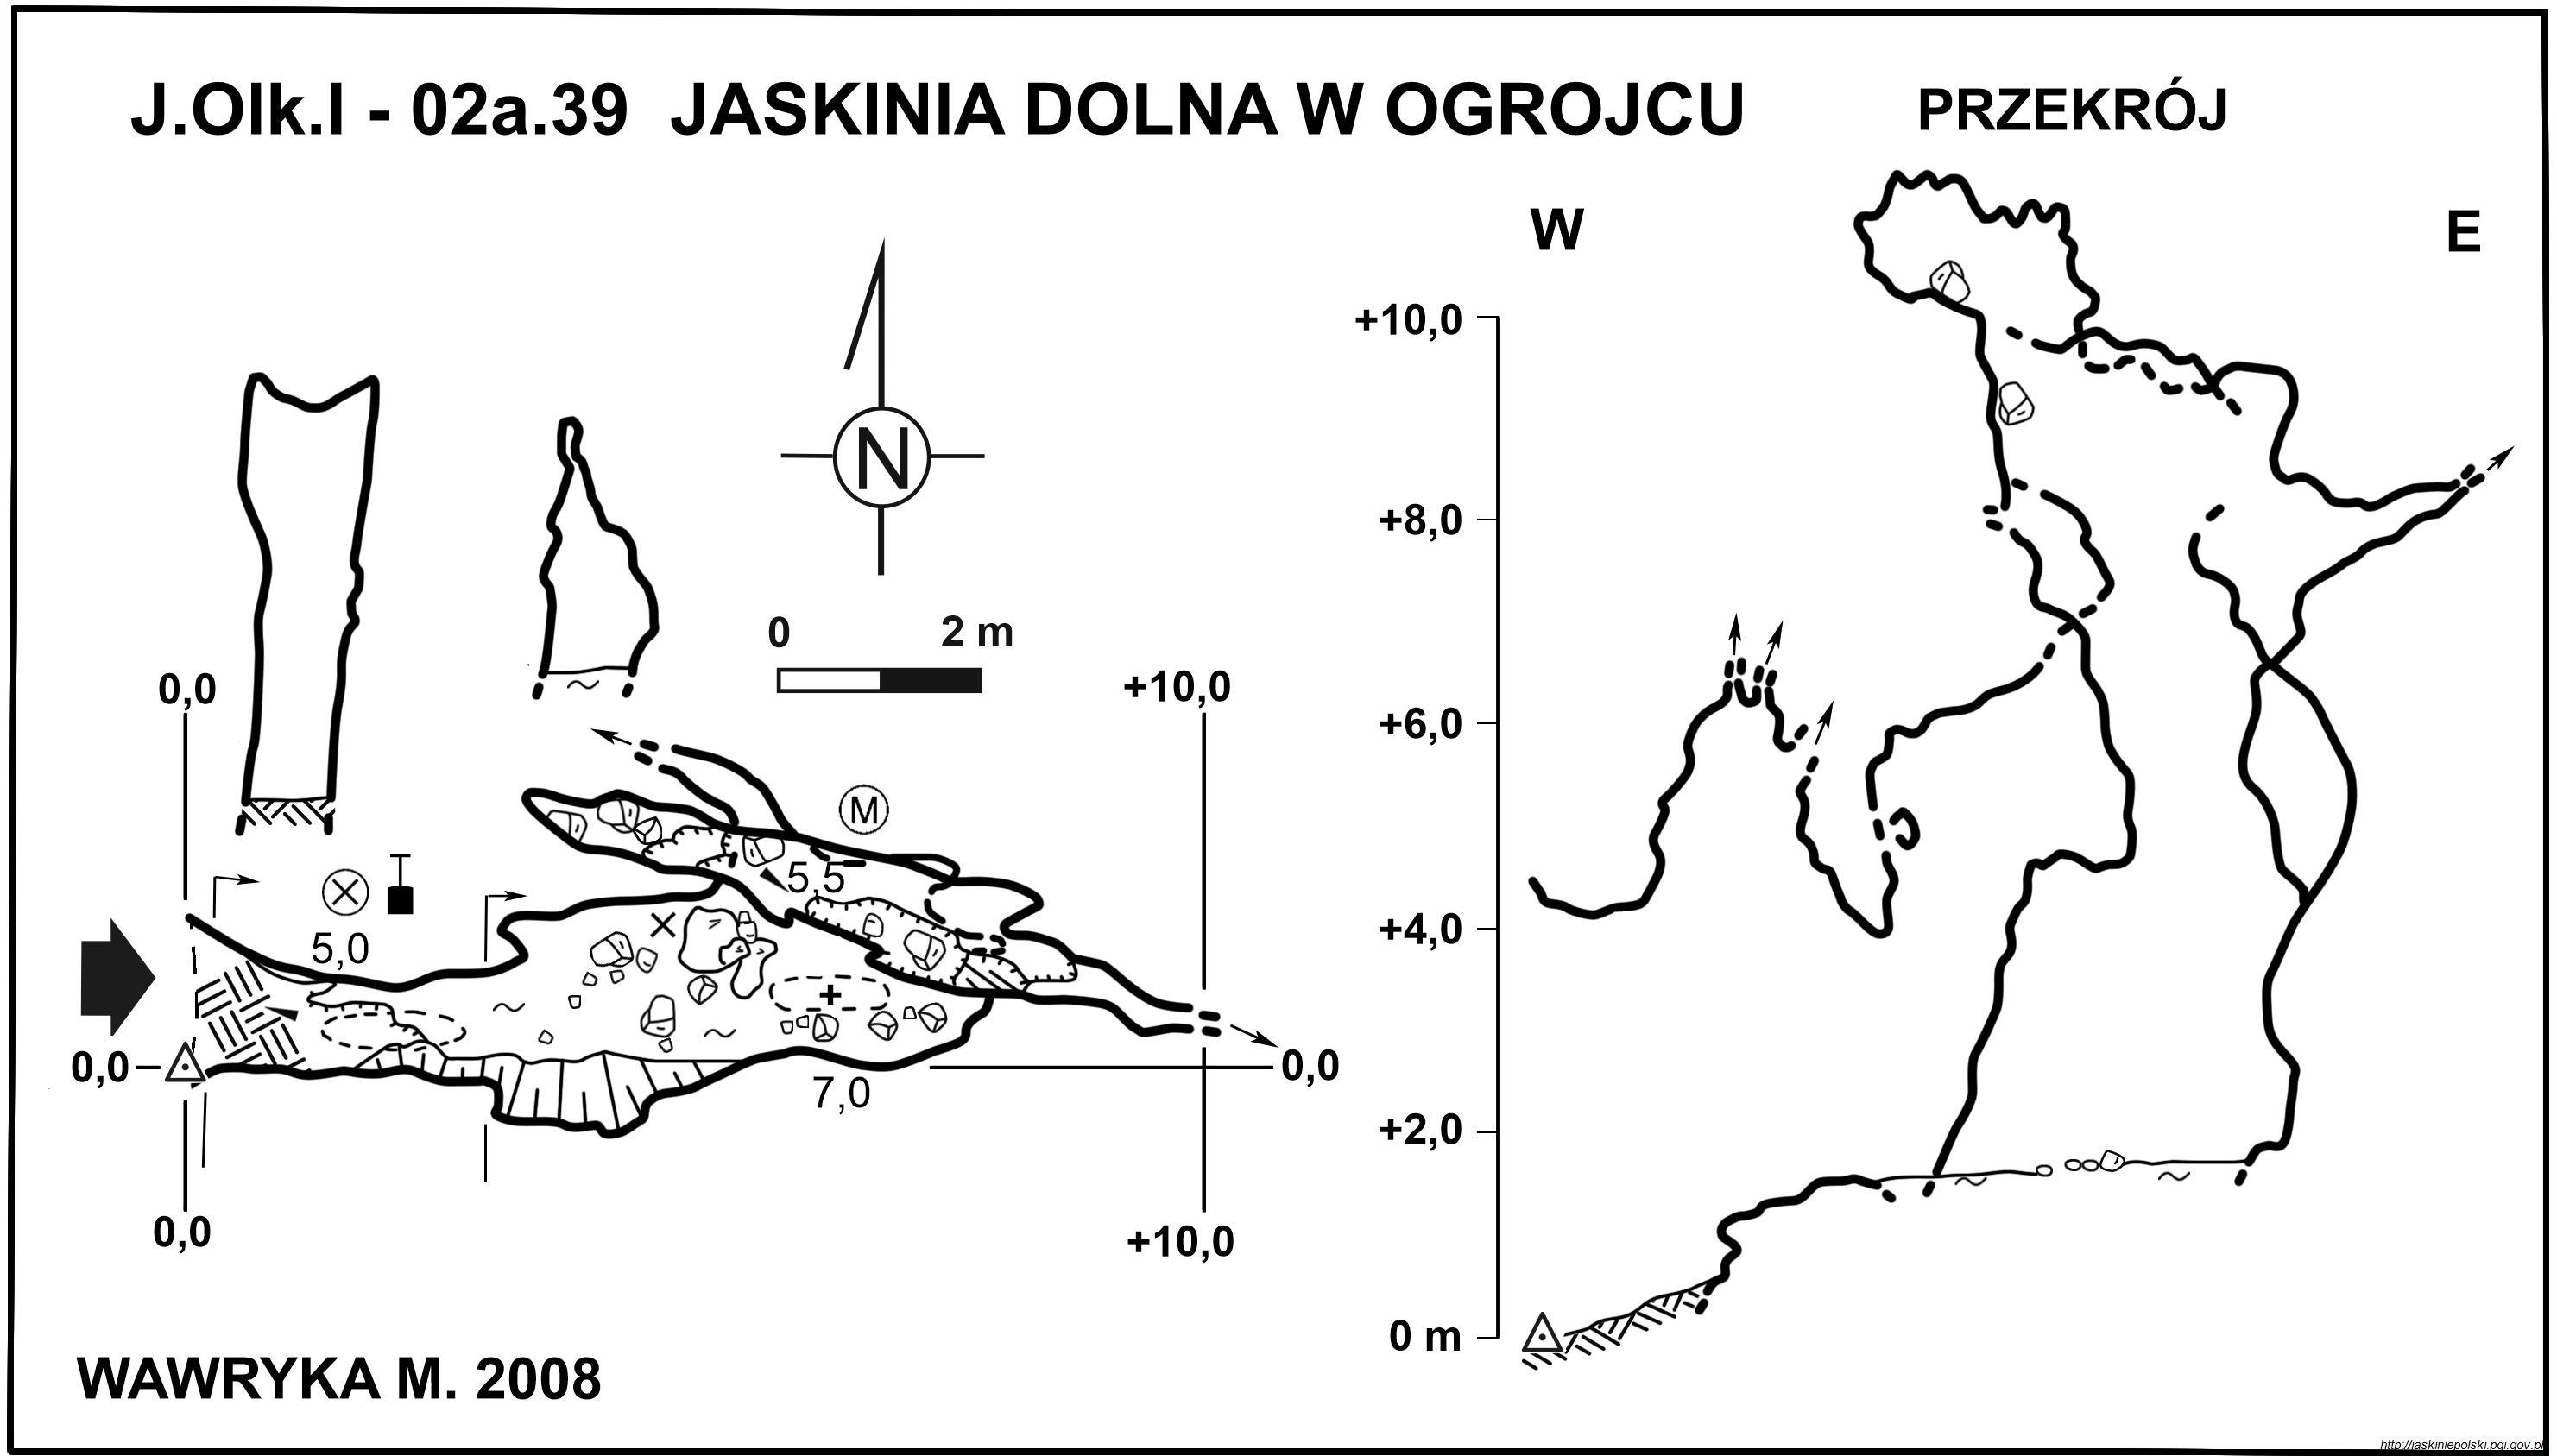 J.Olk.I - 02a.39 JASKINIA DOLNA W OGROJCU
PRZEKRÓJ
W
E
N
0
2 m
0,0
+10,0
M
5,5
5,0
0,0
0,0
7,0
0,0
+10,0
+10,0
+8,0
+6,0
+4,0
+2,0
0 m
WAWRYKA M. 2008
http://jaskiniepolski.pgi.gov.pl